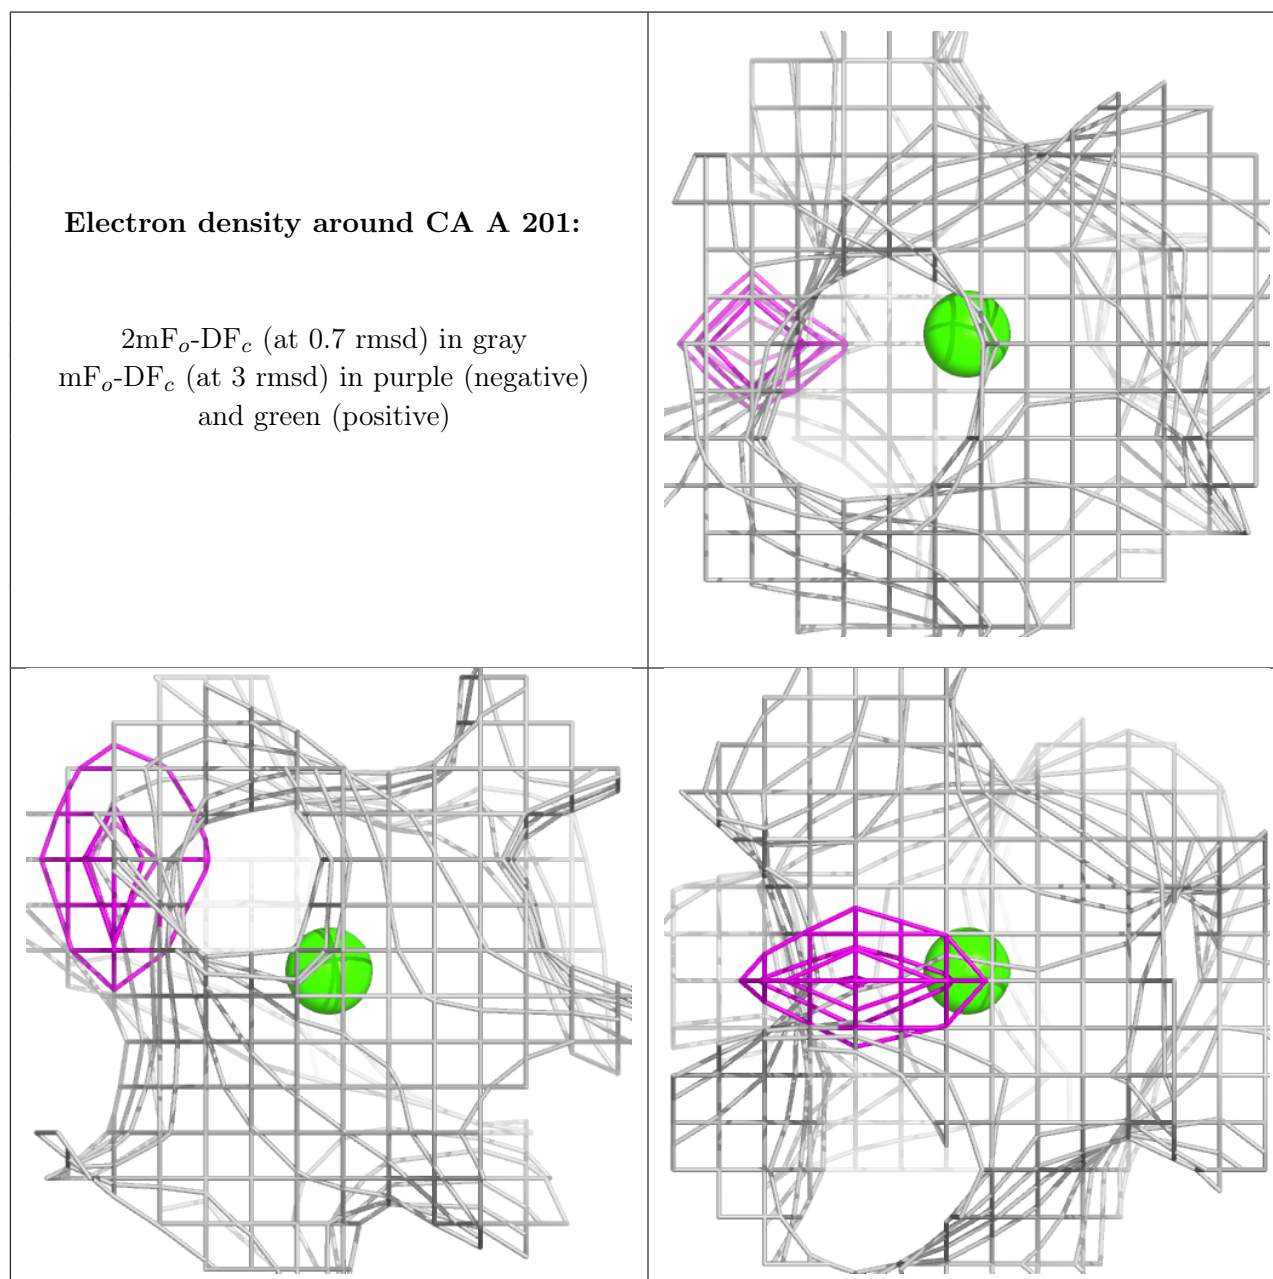 Electron density around CA A 201:
2mFo-DFc (at 0.7 rmsd) in gray
mFo-DFc (at 3 rmsd) in purple (negative)
and green (positive)